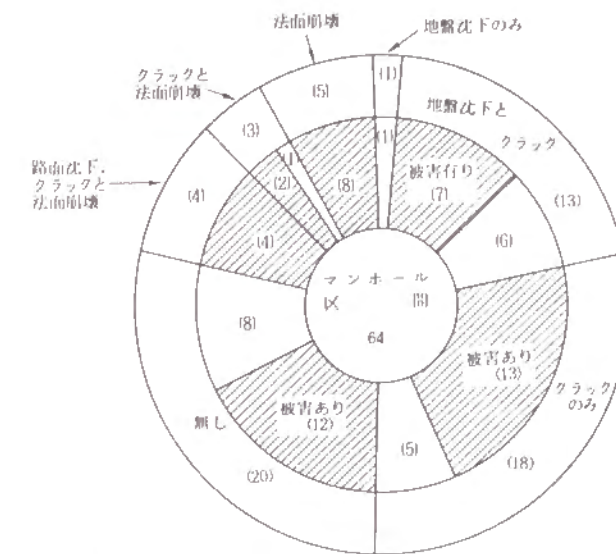 法面崩壊
地盤沈下のみ
クラックと
法面崩壊
路面沈下,
クラックと
法面崩壊
(5)
(1)
(3)
(4)
地盤沈下と
クラック
(13)
(1)
(2)
(1)
(8)
(4)
被害有り
(7)
(6)
マンホール
区 間
64
(8)
被害あり
(13)
クラック
のみ
(18)
被害あり
(12)
(5)
無し
(20)